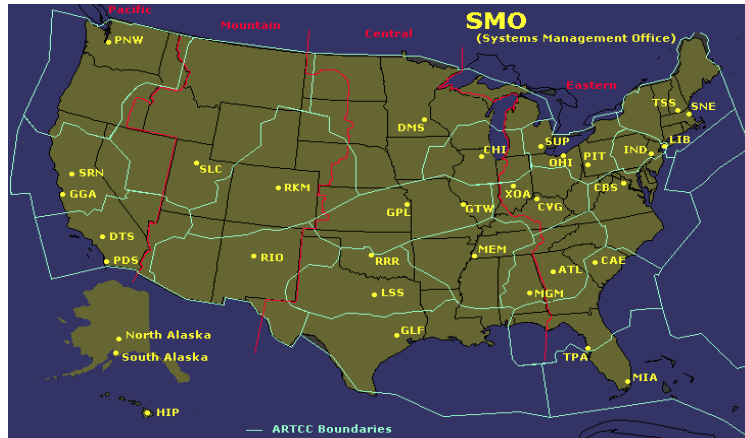 Pacific
Mountain
Central
SMO
(Systems Management Office)
PNW
Eastern
TSS
SNE
DMS
LIB
SUP
CHI
IND
OHI
PIT
SLC
SRN
RKM
XOA
CBS
GGA
GPL
GTW
CVG
DTS
RIO
RRR
MEM
CAE
PDS
ATL
LSS
MGM
North Alaska
GLF
South Alaska
TPA
MIA
HIP
ARTCC Boundaries